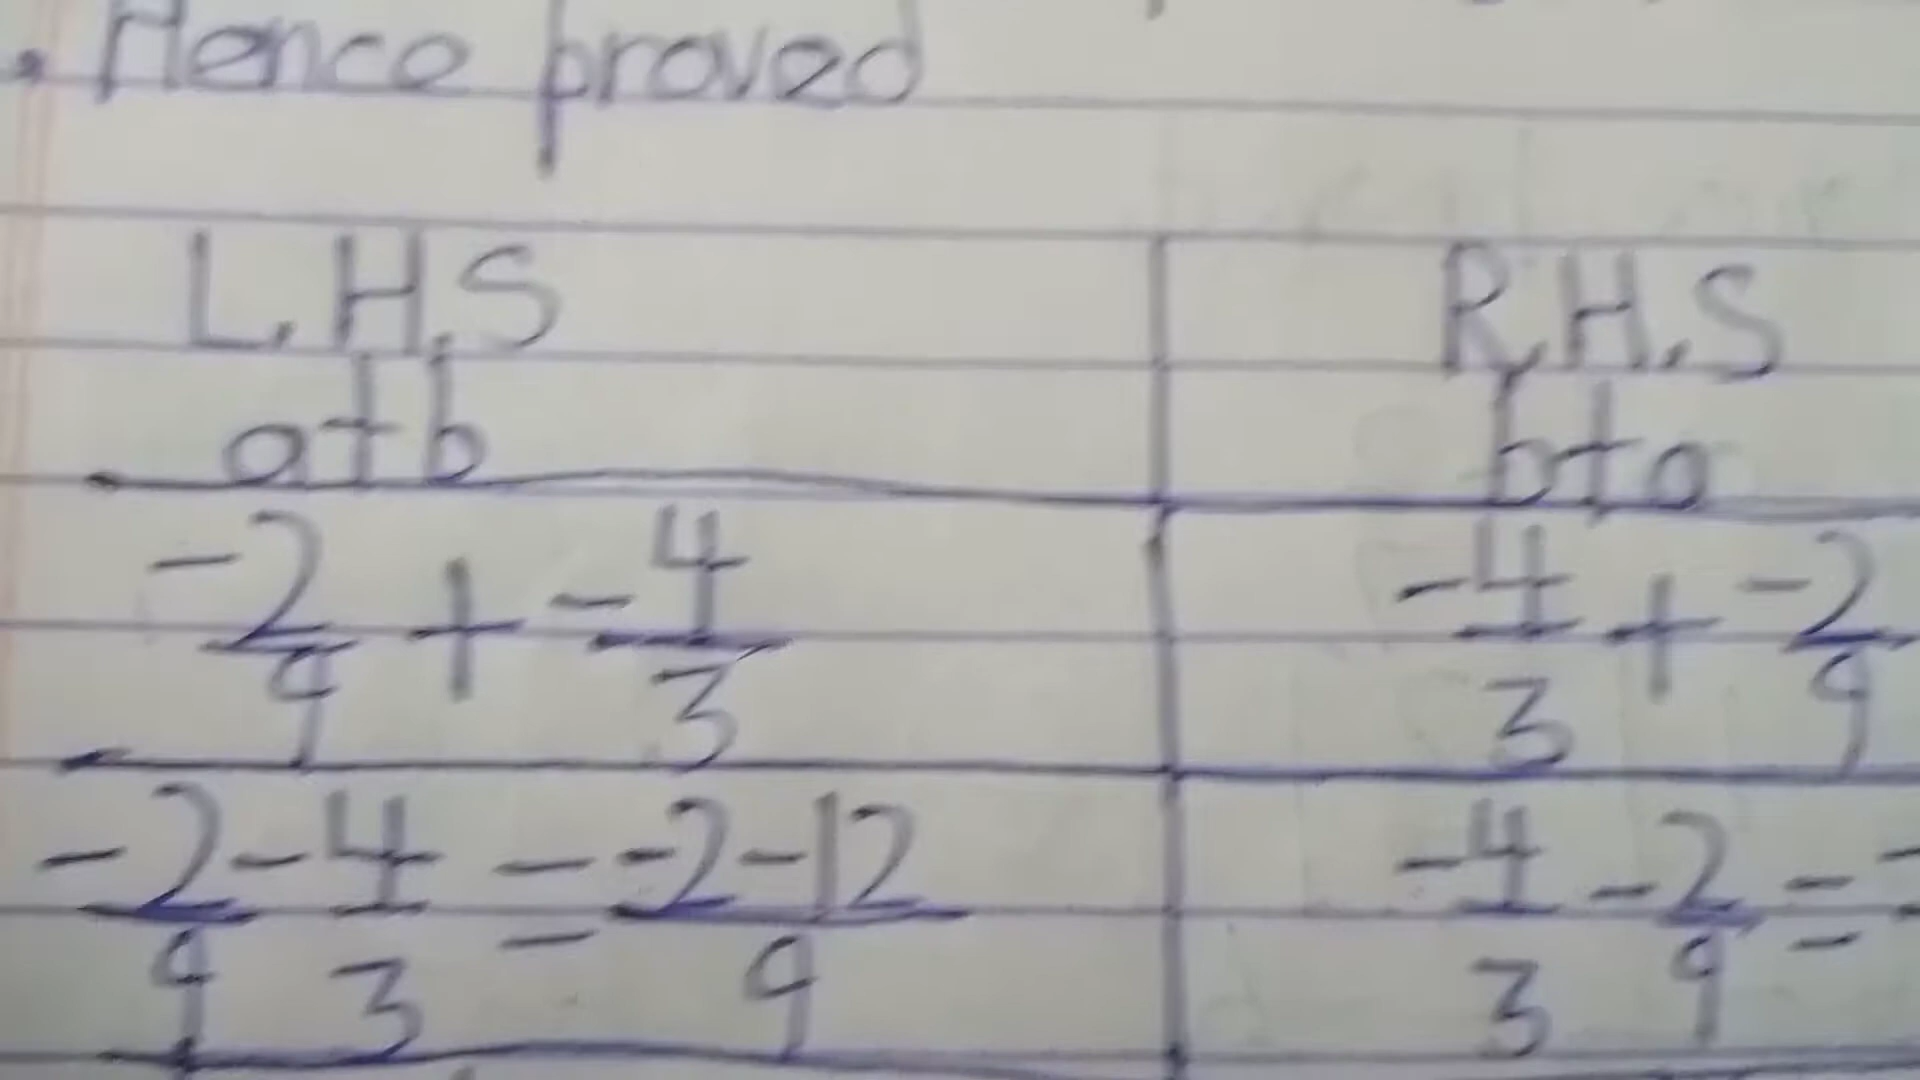 . Hence proved
L.H.S R.H.S
a+b b+a
-2/9 + -4/3 -4/3 + -2/9
-2/9 -4/3 = -2-12/9 -4/3 -2/9 =